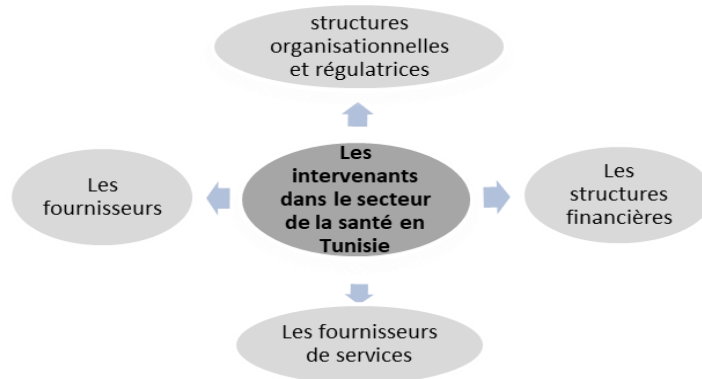 structures
organisationnelles
et régulatrices
Les
intervenants
dans le secteur
de la santé en
Tunisie
Les
fournisseurs
Les
structures
financières
Les fournisseurs
de services